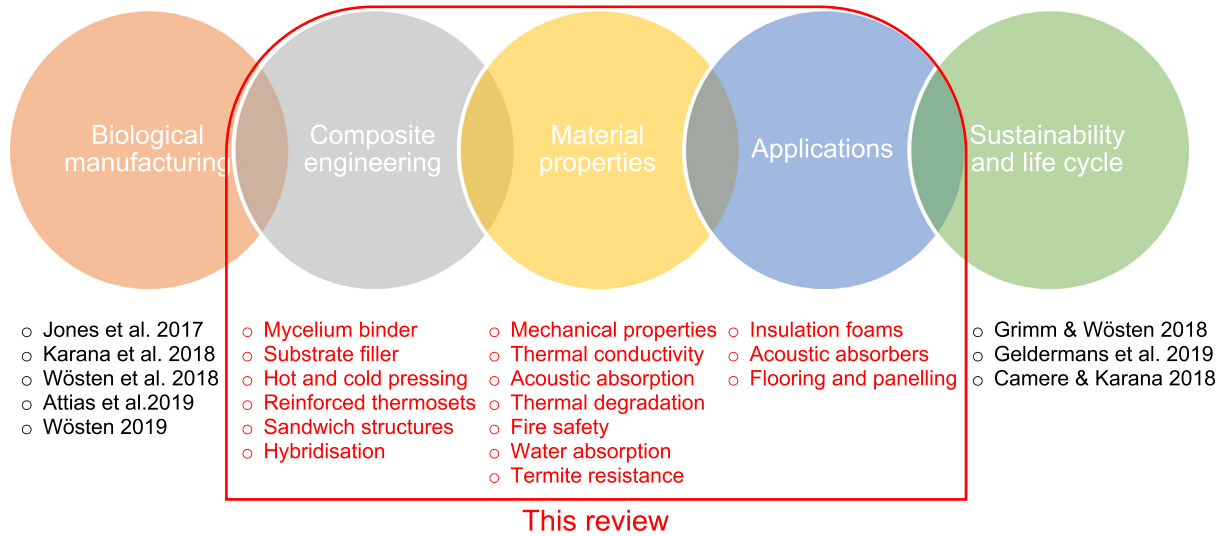 Biological
manufacturing
Composite
engineering
Material
properties
Applications
Sustainability
and life cycle
o Jones et al. 2017
o Karana et al. 2018
o Wösten et al. 2018
o Attias et al.2019
o Wösten 2019
o Mycelium binder
o Substrate filler
o Hot and cold pressing
o Reinforced thermosets
o Sandwich structures
o Hybridisation
o Mechanical properties
o Thermal conductivity
o Acoustic absorption
o Thermal degradation
o Fire safety
o Water absorption
o Termite resistance
o Insulation foams
o Acoustic absorbers
o Flooring and panelling
o Grimm & Wösten 2018
o Geldermans et al. 2019
o Camere & Karana 2018
This review